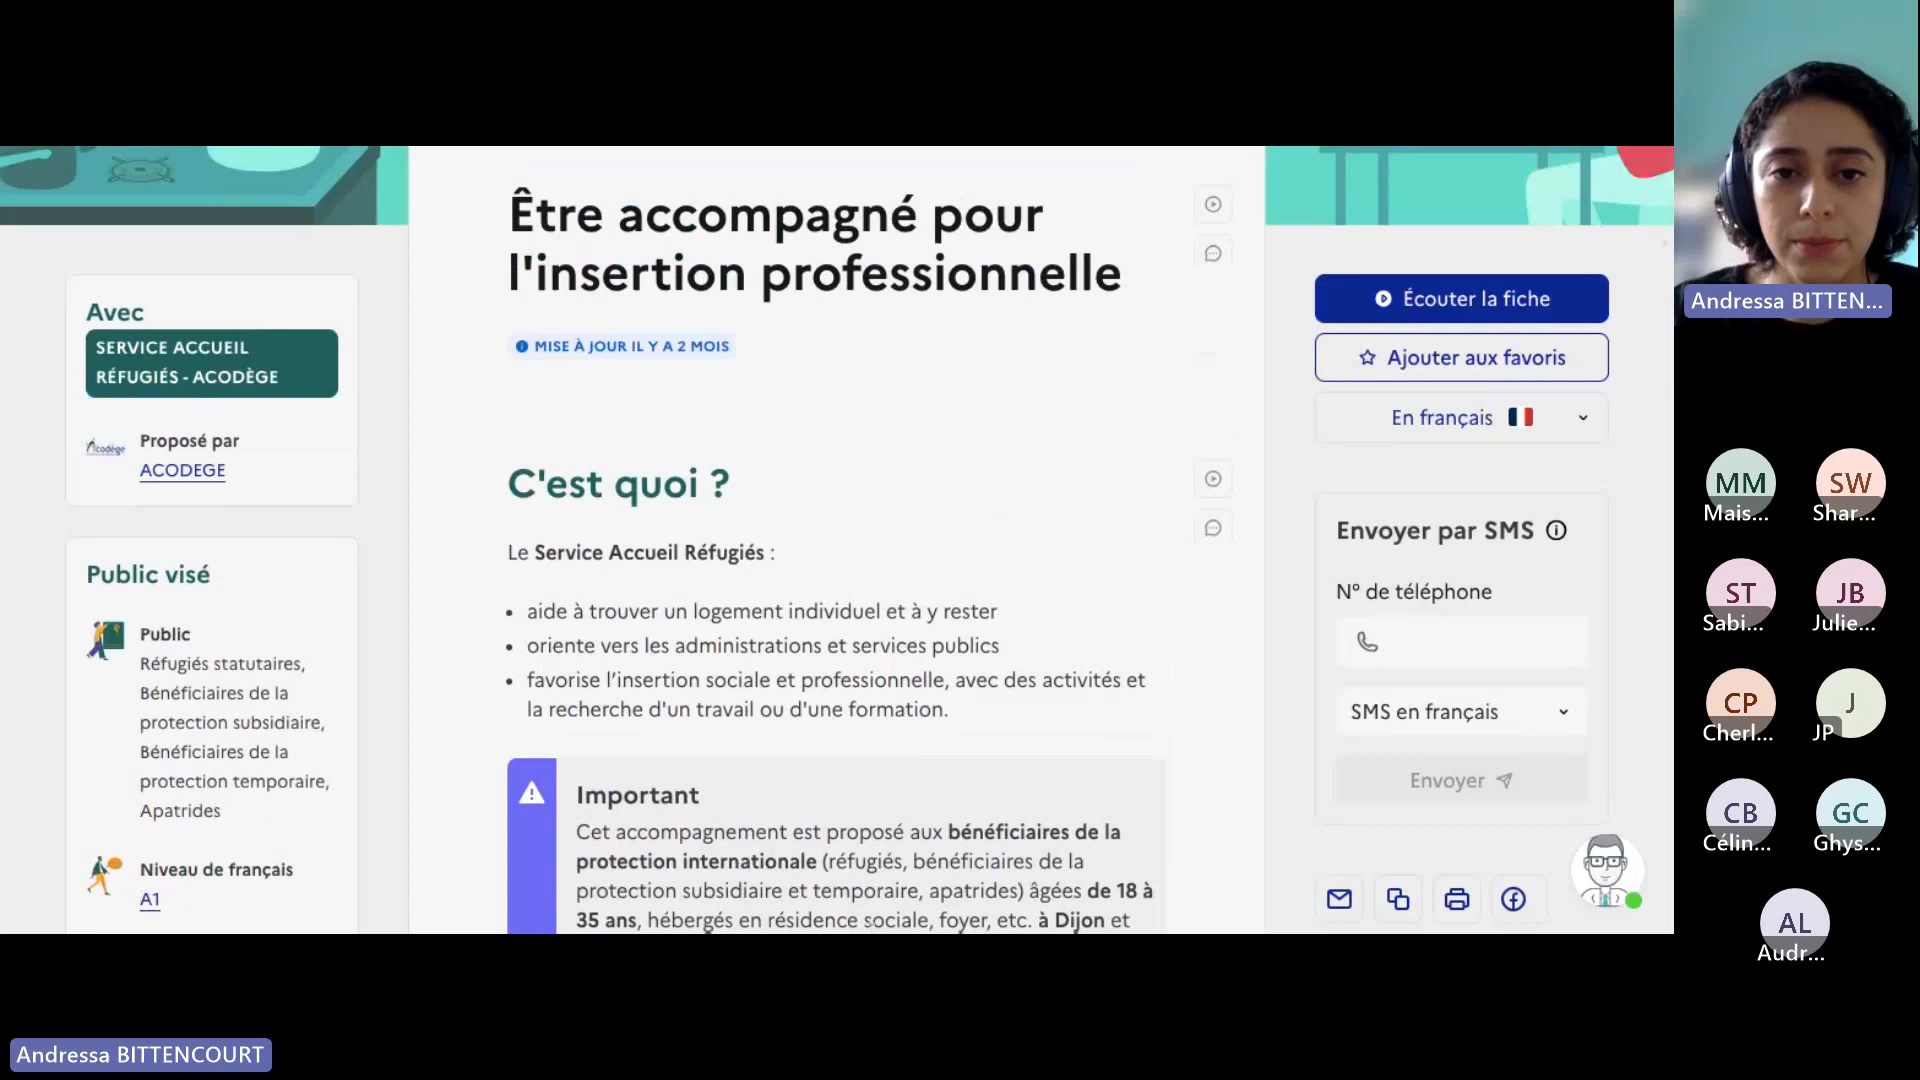 Être accompagné pour
l'insertion professionnelle
MISE À JOUR IL Y A 2 MOIS
Avec
SERVICE ACCUEIL
RÉFUGIÉS - ACODÈGE
Acodège
Proposé par
ACODEGE
Public visé
Public
Réfugiés statutaires,
Bénéficiaires de la
protection subsidiaire,
Bénéficiaires de la
protection temporaire,
Apatrides
Niveau de français
A1
C'est quoi ?
Le Service Accueil Réfugiés :
• aide à trouver un logement individuel et à y rester
• oriente vers les administrations et services publics
• favorise l’insertion sociale et professionnelle, avec des activités et
la recherche d'un travail ou d'une formation.
Important
Cet accompagnement est proposé aux bénéficiaires de la
protection internationale (réfugiés, bénéficiaires de la
protection subsidiaire et temporaire, apatrides) âgées de 18 à
35 ans, hébergés en résidence sociale, foyer, etc. à Dijon et
Écouter la fiche
Ajouter aux favoris
En français
Envoyer par SMS
N° de téléphone
SMS en français
Envoyer
Andressa BITTEN...
MM
Mais...
SW
Shar...
ST
Sabi...
JB
Julie...
CP
Cherl...
J
JP
CB
Célin...
GC
Ghys...
AL
Audr...
Andressa BITTENCOURT